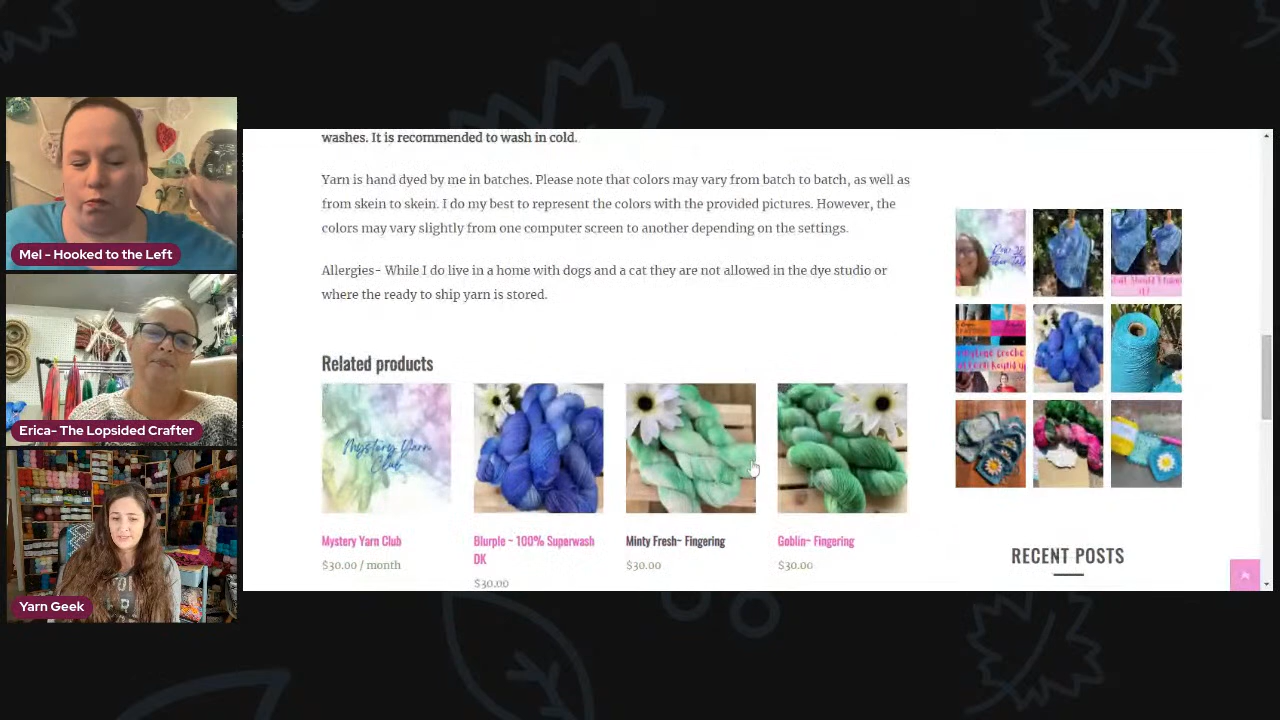 Mel - Hooked to the Left
Erica- The Lopsided Crafter
Yarn Geek
washes. It is recommended to wash in cold.
Yarn is hand dyed by me in batches. Please note that colors may vary from batch to batch, as well as
from skein to skein. I do my best to represent the colors with the provided pictures. However, the
colors may vary slightly from one computer screen to another depending on the settings.
Allergies- While I do live in a home with dogs and a cat they are not allowed in the dye studio or
where the ready to ship yarn is stored.
Related products
Mystery Yarn
Club
Mystery Yarn Club
$30.00 / month
Blurple ~ 100% Superwash
DK
$30.00
Minty Fresh~ Fingering
$30.00
Goblin~ Fingering
$30.00
RECENT POSTS